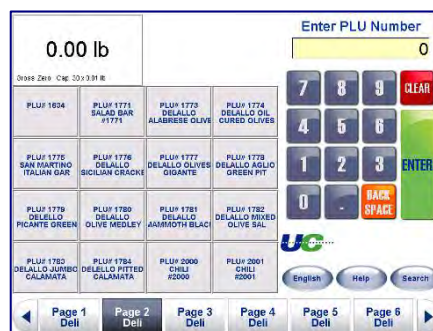 0.00 lb
Gross Zero Cap: 30 x 0.01 lb
Enter PLU Number
0
PLU# 1634
PLU# 1771
SALAD BAR
#1771
PLU# 1773
DELALLO
ALABRESE OLIVE
PLU# 1774
DELALLO OIL
CURED OLIVES
PLU# 1775
SAN MARTINO
ITALIAN GAR
PLU# 1776
DELALLO
SICILIAN CRACKE
PLU# 1777
DELALLO OLIVES
GIGANTE
PLU# 1778
DELALLO AGLIO
GREEN PIT
PLU# 1779
DELELLO
PICANTE GREEN
PLU# 1780
DELALLO
OLIVE MEDLEY
PLU# 1781
DELALLO
MAMMOTH BLACI
PLU# 1782
DELALLO MIXED
OLIVE SAL
PLU# 1783
DELALLO JUMBC
CALAMATA
PLU# 1784
DELELLO PITTED
CALAMATA
PLU# 2000
CHILI
#2000
PLU# 2001
CHILI
#2001
7 8 9 CLEAR
4 5 6
1 2 3 ENTER
0 . BACK
SPACE
UC
English Help Search
Page 1
Deli
Page 2
Deli
Page 3
Deli
Page 4
Deli
Page 5
Deli
Page 6
Deli